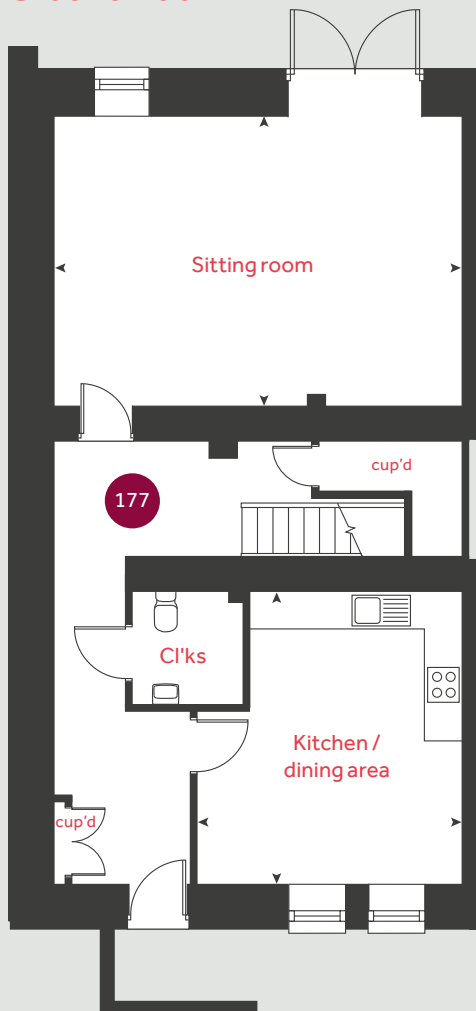 Sitting room
cup'd
177
Cl'ks
Kitchen /
dining area
cup'd